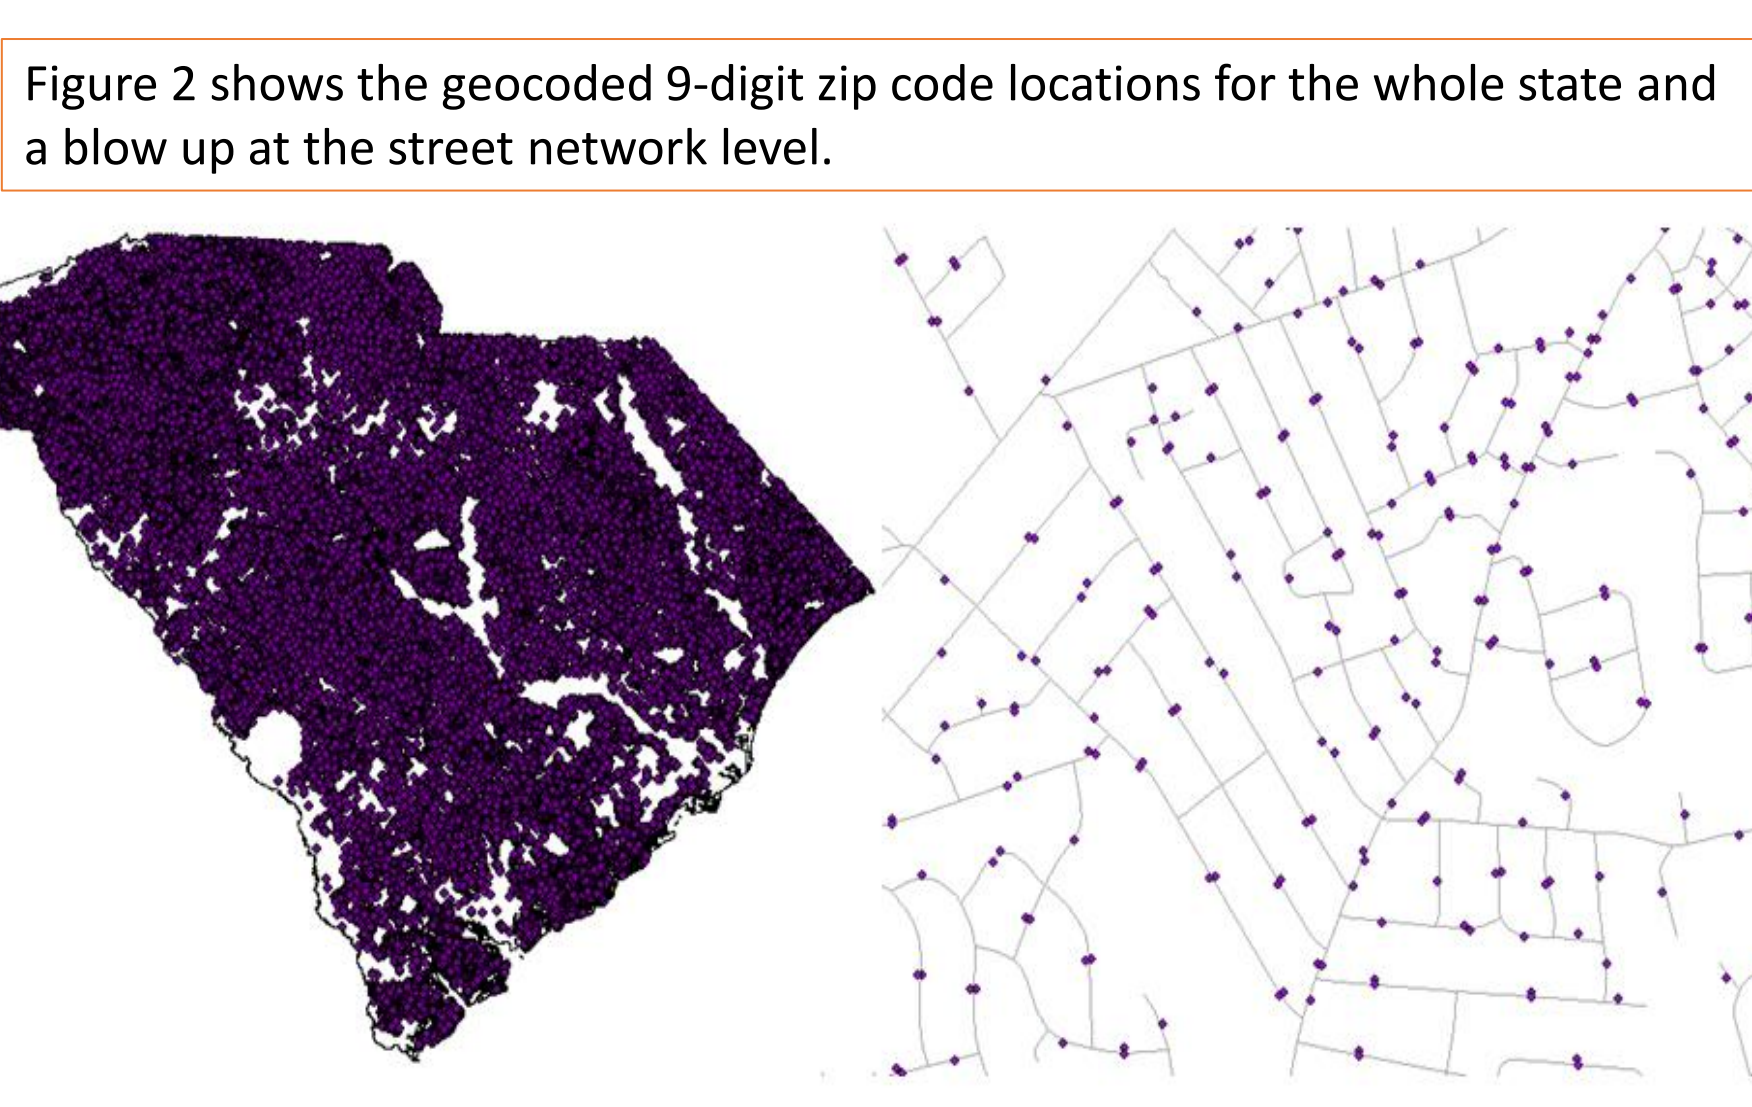 Figure 2 shows the geocoded 9-digit zip code locations for the whole state and
a blow up at the street network level.